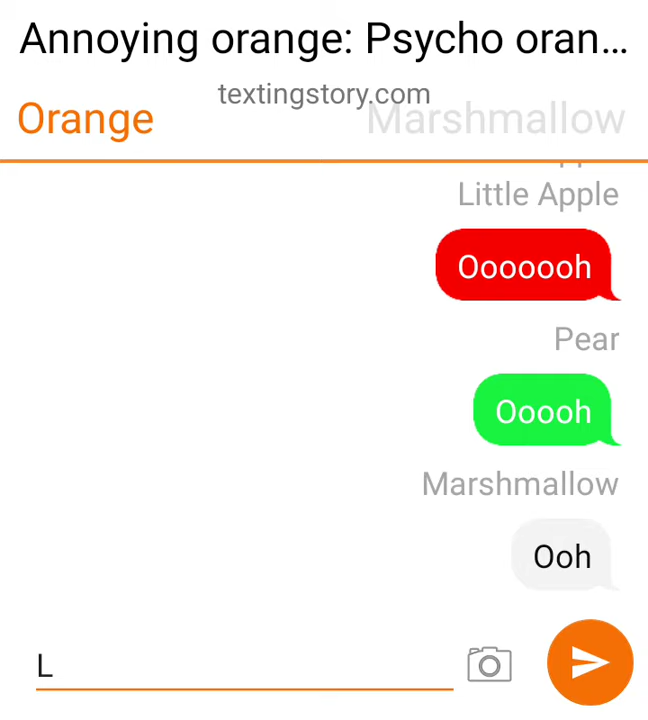 Annoying orange: Psycho oran...
textingstory.com
Orange
Marshmallow
Little Apple
Ooooooh
Pear
Ooooh
Marshmallow
Ooh
L